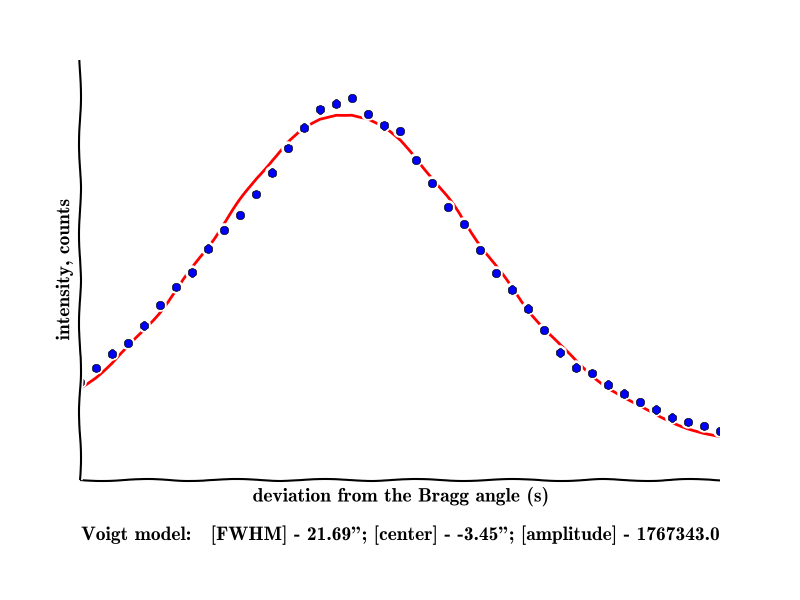 intensity, counts
deviation from the Bragg angle (s)
Voigt model: [FWHM] - 21.69”; [center] - -3.45”; [amplitude] - 1767343.0